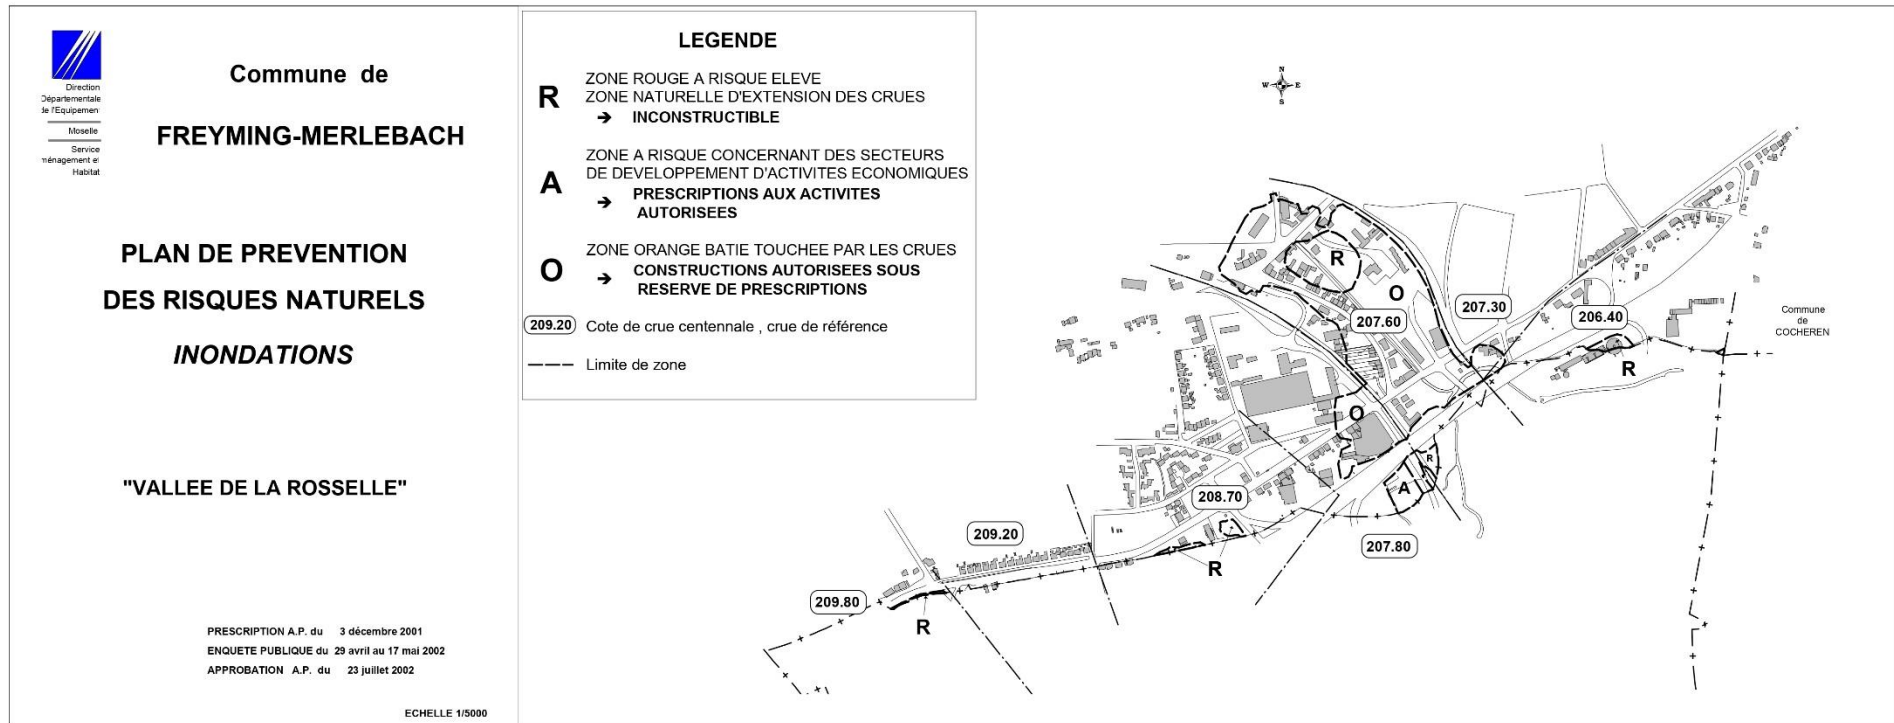 Direction
Départementale
de l'Equipement
Moselle
Service
ménagement et
Habitat
Commune de
FREYMING-MERLEBACH
PLAN DE PREVENTION
DES RISQUES NATURELS
INONDATIONS
"VALLEE DE LA ROSSELLE"
PRESCRIPTION A.P. du 3 décembre 2001
ENQUETE PUBLIQUE du 29 avril au 17 mai 2002
APPROBATION A.P. du 23 juillet 2002
ECHELLE 1/5000
LEGENDE
R
ZONE ROUGE A RISQUE ELEVE
ZONE NATURELLE D'EXTENSION DES CRUES
➔ INCONSTRUCTIBLE
A
ZONE A RISQUE CONCERNANT DES SECTEURS
DE DEVELOPPEMENT D'ACTIVITES ECONOMIQUES
➔ PRESCRIPTIONS AUX ACTIVITES
AUTORISEES
O
ZONE ORANGE BATIE TOUCHEE PAR LES CRUES
➔ CONSTRUCTIONS AUTORISEES SOUS
RESERVE DE PRESCRIPTIONS
209.20 Cote de crue centennale , crue de référence
Limite de zone
N
W E
S
R
O
207.30
207.60
206.40
Commune
de
COCHEREN
R
O
R
A
208.70
209.20
207.80
R
209.80
R